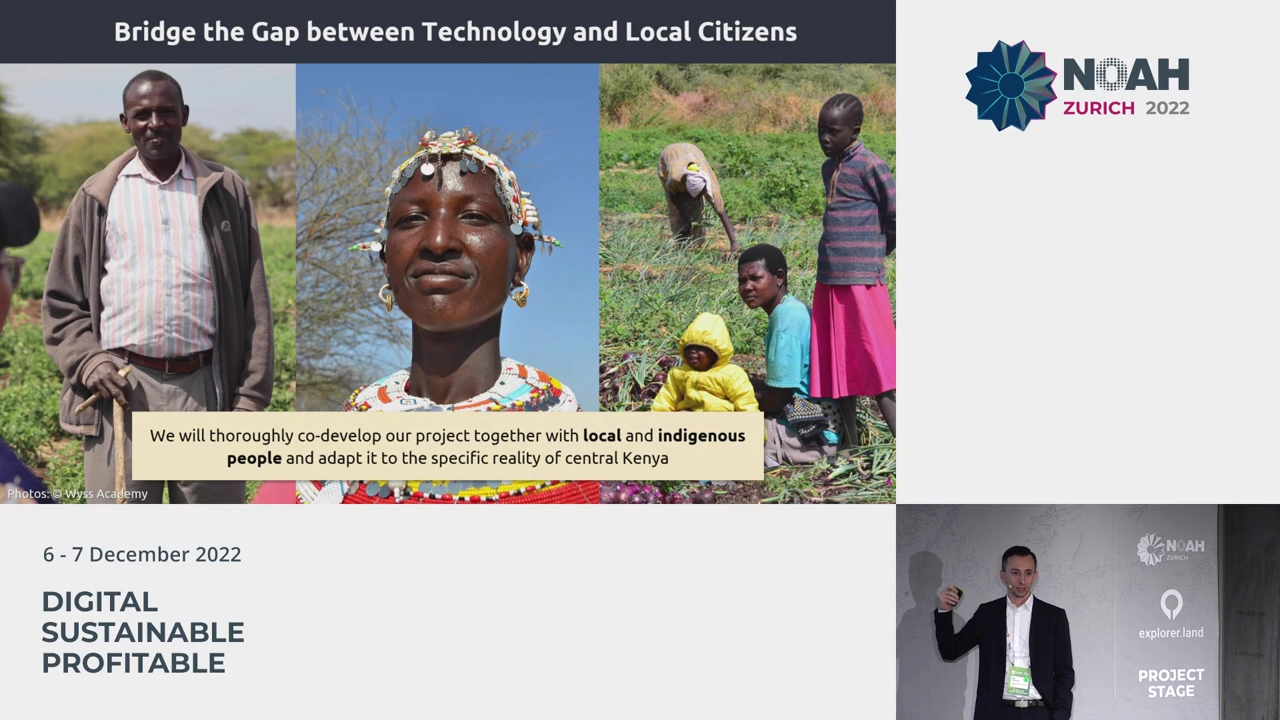 Bridge the Gap between Technology and Local Citizens
We will thoroughly co-develop our project together with local and indigenous
people and adapt it to the specific reality of central Kenya
Photos: © Wyss Academy
NOAH
ZURICH 2022
6 - 7 December 2022
DIGITAL
SUSTAINABLE
PROFITABLE
NOAH
ZURICH
explorer.land
PROJECT
STAGE